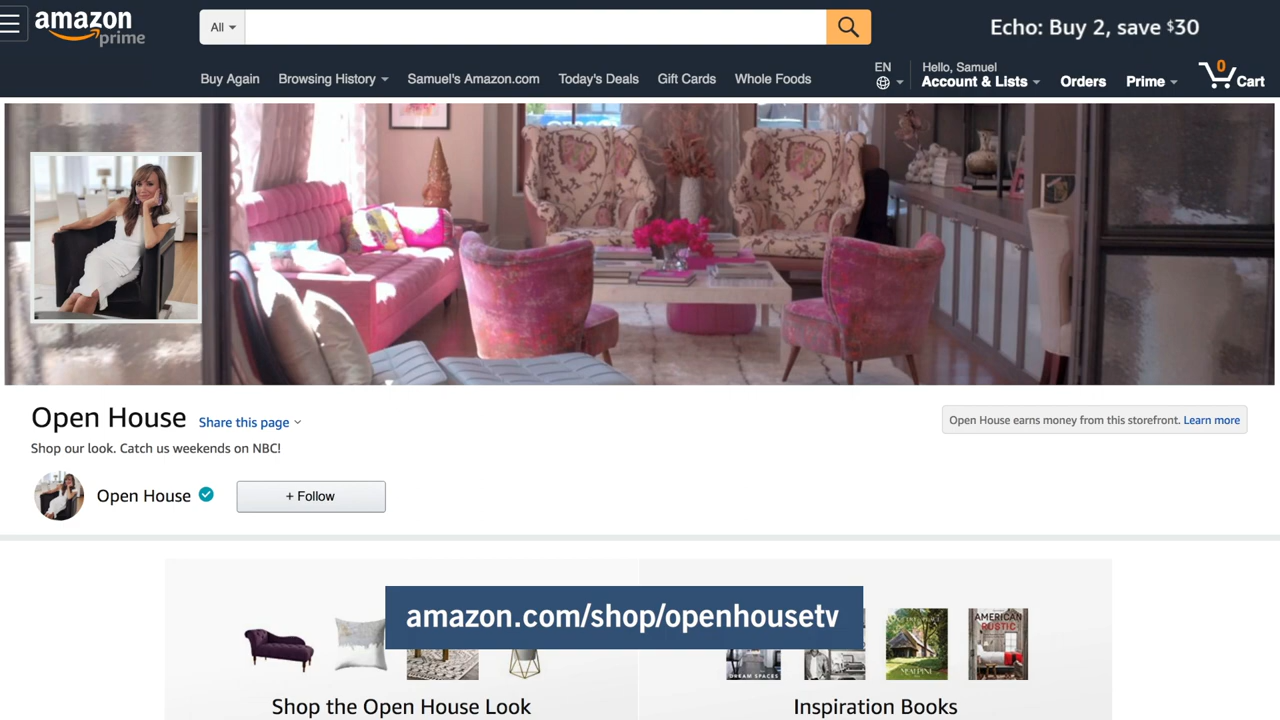 amazon
prime
All
Echo: Buy 2, save $30
Buy Again
Browsing History
Samuel's Amazon.com
Today's Deals
Gift Cards
Whole Foods
EN
Hello, Samuel
Account & Lists
Orders
Prime
0
Cart
Open House
Share this page
Open House earns money from this storefront. Learn more
Shop our look. Catch us weekends on NBC!
Open House
+ Follow
amazon.com/shop/openhousetv
DREAM SPACES
AMERICAN
RUSTIC
Shop the Open House Look
Inspiration Books